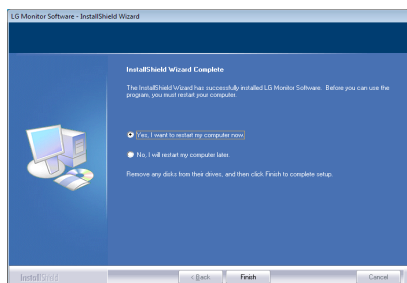 LG Monitor Software - InstallShield Wizard
InstallShield Wizard Complete
The InstallShield Wizard has successfully installed LG Monitor Software. Before you can use the
program, you must restart your computer.
Yes, I want to restart my computer now.
No, I will restart my computer later.
Remove any disks from their drives, and then click Finish to complete setup.
InstallShield
< Back
Finish
Cancel